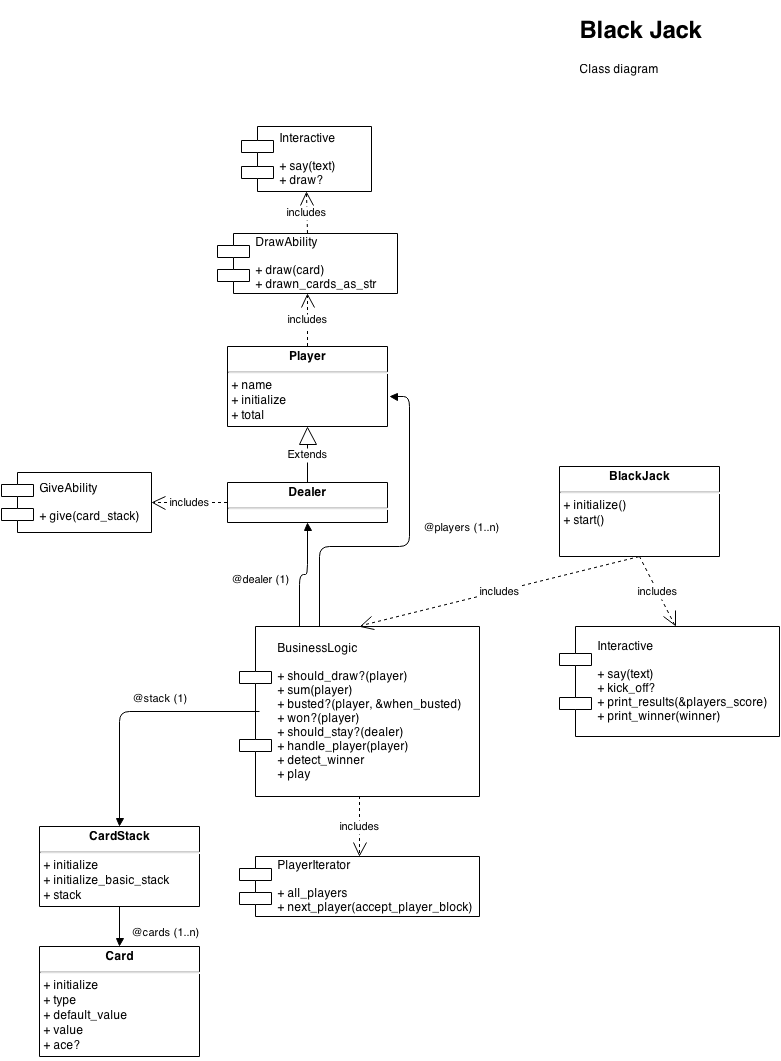 Black Jack
Class diagram
Interactive
+ say(text)
+ draw?
includes
DrawAbility
+ draw(card)
+ drawn_cards_as_str
includes
Player
+ name
+ initialize
+ total
Extends
GiveAbility
+ give(card_stack)
includes
Dealer
BlackJack
+ initialize()
+ start()
@players (1..n)
@dealer (1)
includes
includes
BusinessLogic
+ should_draw?(player)
+ sum(player)
+ busted?(player, &when_busted)
+ won?(player)
+ should_stay?(dealer)
+ handle_player(player)
+ detect_winner
+ play
Interactive
+ say(text)
+ kick_off?
+ print_results(&players_score)
+ print_winner(winner)
@stack (1)
includes
CardStack
+ initialize
+ initialize_basic_stack
+ stack
PlayerIterator
+ all_players
+ next_player(accept_player_block)
@cards (1..n)
Card
+ initialize
+ type
+ default_value
+ value
+ ace?